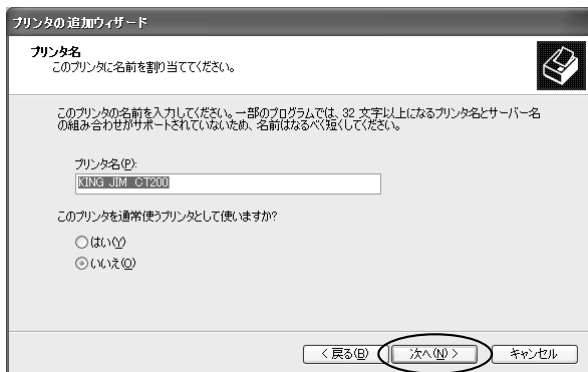 プリンタの追加ウィザード
プリンタ名
このプリンタに名前を割り当ててください。
このプリンタの名前を入力してください。一部のプログラムでは、32 文字以上になるプリンタ名とサーバー名
の組み合わせがサポートされていないため、名前はなるべく短くしてください。
プリンタ名(P):
KING JIM CT200
このプリンタを通常使うプリンタとして使いますか?
はい(Y)
いいえ(O)
< 戻る(B)
次へ(N) >
キャンセル